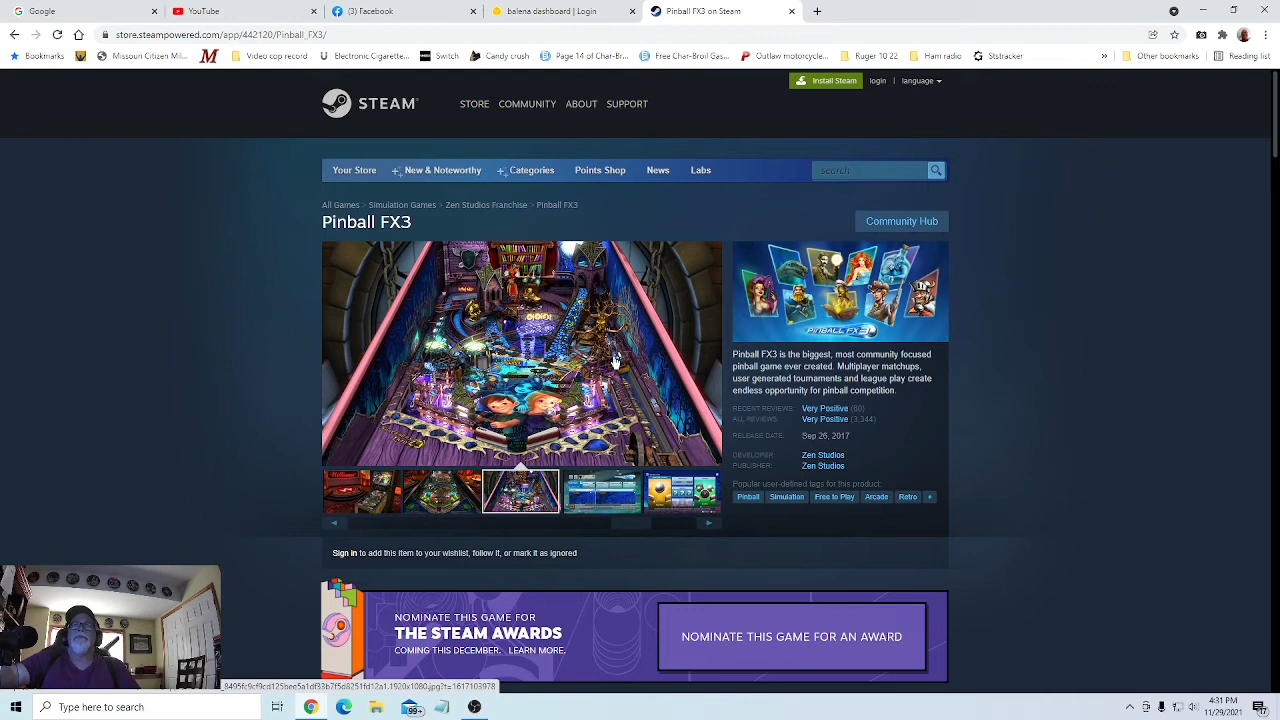 Google
YouTube
(3) Facebook
balena dashboard | Login
Pinball FX3 on Steam
store.steampowered.com/app/442120/Pinball_FX3/
Bookmarks
Missouri Citizen Mil...
M
Video cop record
Electronic Cigarette...
Switch
Candy crush
Page 14 of Char-Br...
Free Char-Broil Gas...
Outlaw motorcycle...
Ruger 10 22
Ham radio
Ststracker
»
Other bookmarks
Reading list
Install Steam
login
language
STEAM
STORE
COMMUNITY
ABOUT
SUPPORT
Your Store
New & Noteworthy
Categories
Points Shop
News
Labs
search
All Games > Simulation Games > Zen Studios Franchise > Pinball FX3
Pinball FX3
Community Hub
Williams
PINBALL FX3
Pinball FX3 is the biggest, most community focused
pinball game ever created. Multiplayer matchups,
user generated tournaments and league play create
endless opportunity for pinball competition.
RECENT REVIEWS: Very Positive (60)
ALL REVIEWS: Very Positive (3,344)
RELEASE DATE: Sep 26, 2017
DEVELOPER: Zen Studios
PUBLISHER: Zen Studios
Popular user-defined tags for this product:
Pinball
Simulation
Free to Play
Arcade
Retro
+
Sign in to add this item to your wishlist, follow it, or mark it as ignored
NOMINATE THIS GAME FOR
THE STEAM AWARDS
COMING THIS DECEMBER. LEARN MORE.
NOMINATE THIS GAME FOR AN AWARD
Type here to search
99+
4:31 PM
11/29/2021